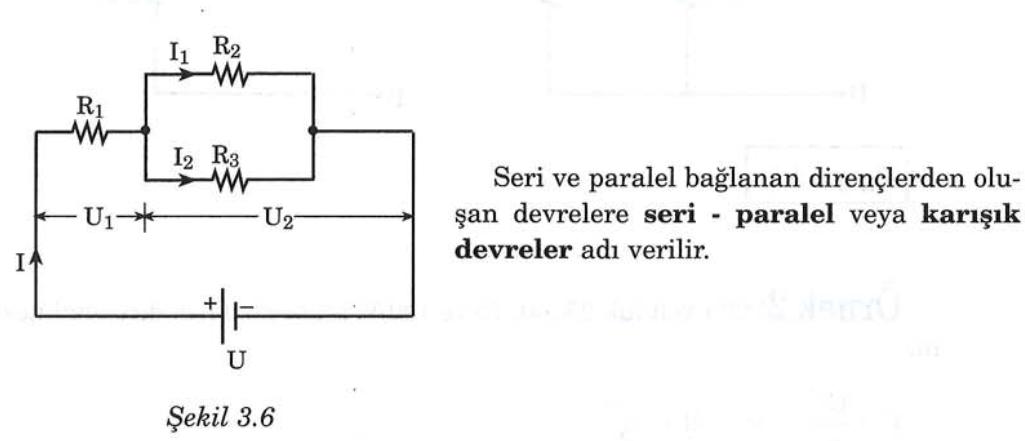 I₁ R₂
R₁
I₂ R₃
U₁ U₂
I
+ −
U
Şekil 3.6
Seri ve paralel bağlanan dirençlerden olu-
şan devrelere seri - paralel veya karışık
devreler adı verilir.